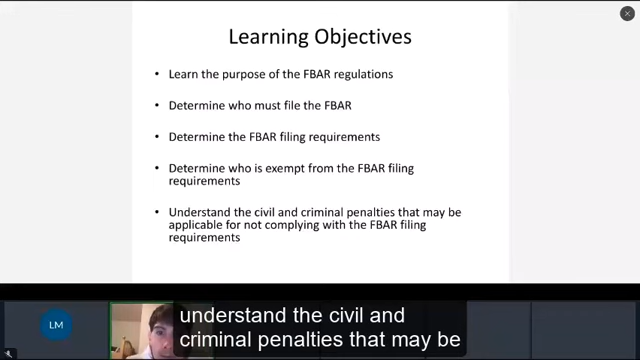 Learning Objectives
• Learn the purpose of the FBAR regulations
• Determine who must file the FBAR
• Determine the FBAR filing requirements
• Determine who is exempt from the FBAR filing
requirements
• Understand the civil and criminal penalties that may be
applicable for not complying with the FBAR filing
requirements
LM
understand the civil and
criminal penalties that may be